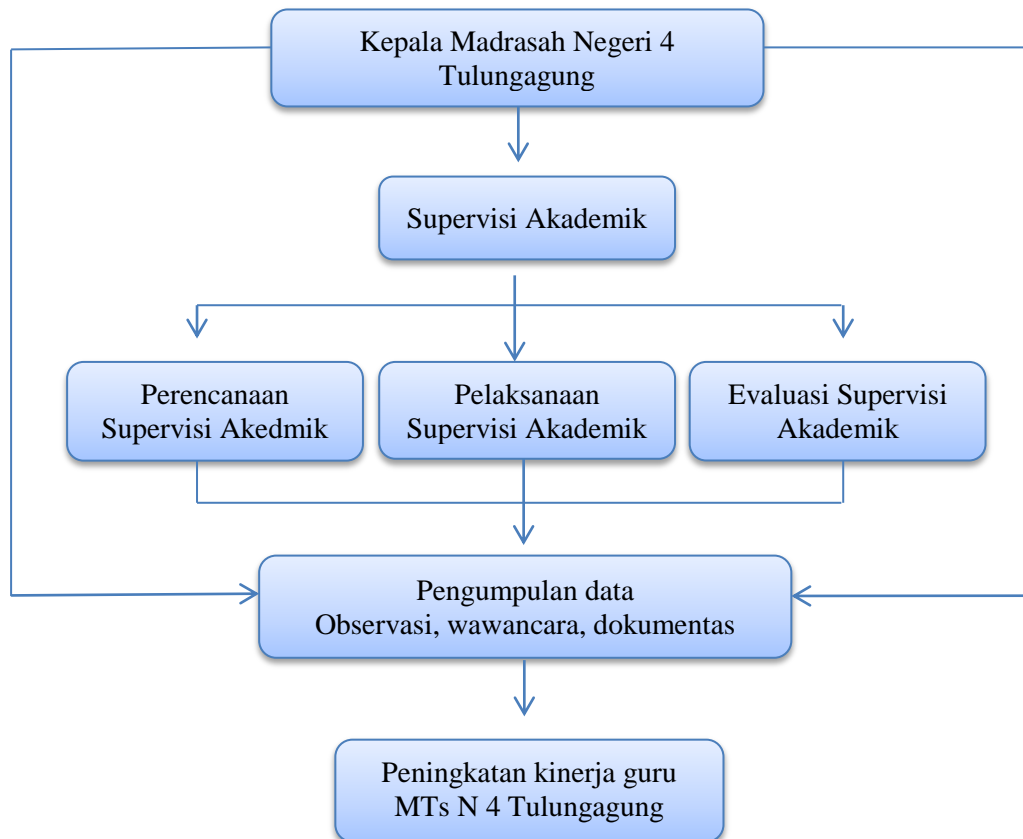 Kepala Madrasah Negeri 4
Tulungagung
Supervisi Akademik
Perencanaan
Supervisi Akedmik
Pelaksanaan
Supervisi Akademik
Evaluasi Supervisi
Akademik
Pengumpulan data
Observasi, wawancara, dokumentas
Peningkatan kinerja guru
MTs N 4 Tulungagung